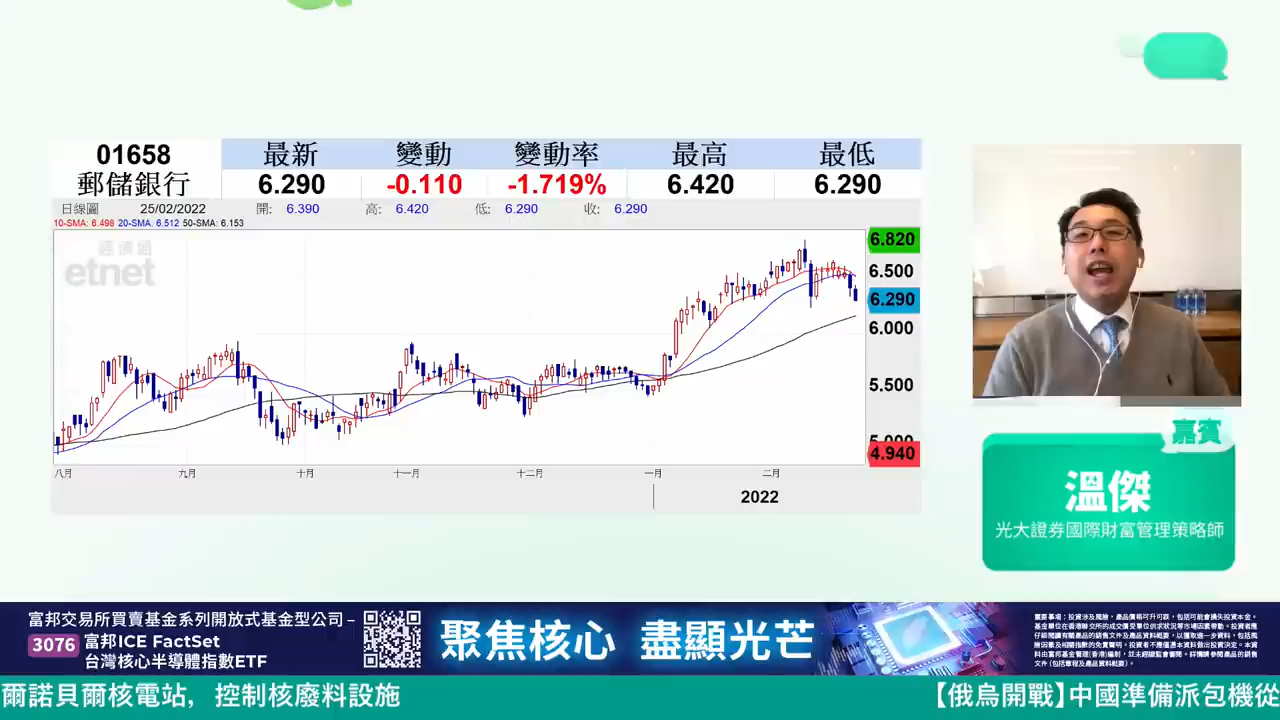 01658
郵儲銀行
最新 變動 變動率 最高 最低
6.290 -0.110 -1.719% 6.420 6.290
日線圖 25/02/2022 開: 6.390 高: 6.420 低: 6.290 收: 6.290
10-SMA: 6.498 20-SMA: 6.512 50-SMA: 6.153
經濟通
etnet
6.820
6.500
6.290
6.000
5.500
5.000
4.940
八月 九月 十月 十一月 十二月 一月 二月
2022
嘉賓
溫傑
光大證券國際財富管理策略師
富邦交易所買賣基金系列開放式基金型公司 –
3076 富邦ICE FactSet
台灣核心半導體指數ETF
聚焦核心 盡顯光芒
爾諾貝爾核電站, 控制核廢料設施
【俄烏開戰】中國準備派包機從